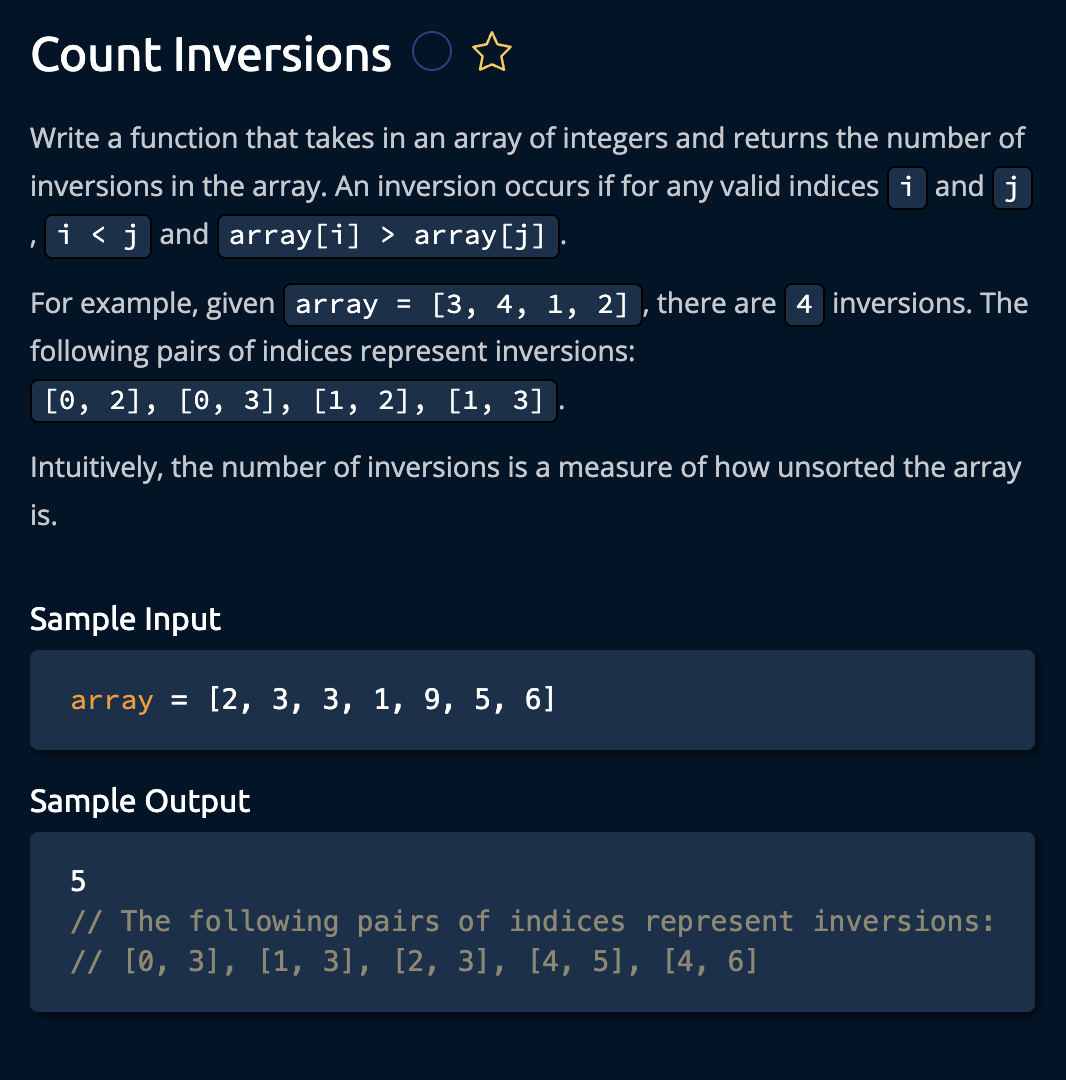 Count Inversions
Write a function that takes in an array of integers and returns the number of
inversions in the array. An inversion occurs if for any valid indices i and j
, i < j and array[i] > array[j].
For example, given array = [3, 4, 1, 2], there are 4 inversions. The
following pairs of indices represent inversions:
[0, 2], [0, 3], [1, 2], [1, 3].
Intuitively, the number of inversions is a measure of how unsorted the array
is.
Sample Input
array = [2, 3, 3, 1, 9, 5, 6]
Sample Output
5
// The following pairs of indices represent inversions:
// [0, 3], [1, 3], [2, 3], [4, 5], [4, 6]